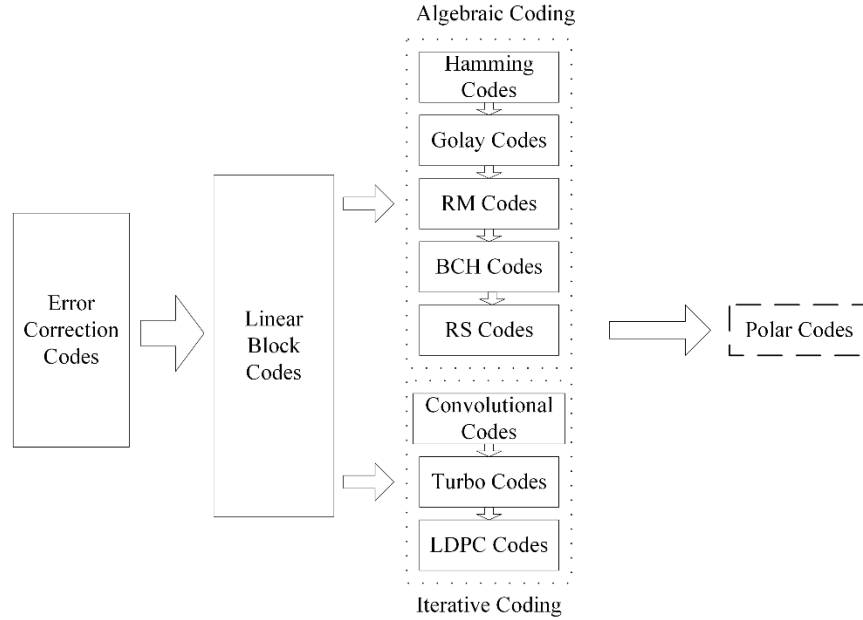 Algebraic Coding
Hamming
Codes
Golay Codes
RM Codes
BCH Codes
RS Codes
Error
Correction
Codes
Linear
Block
Codes
Polar Codes
Convolutional
Codes
Turbo Codes
LDPC Codes
Iterative Coding